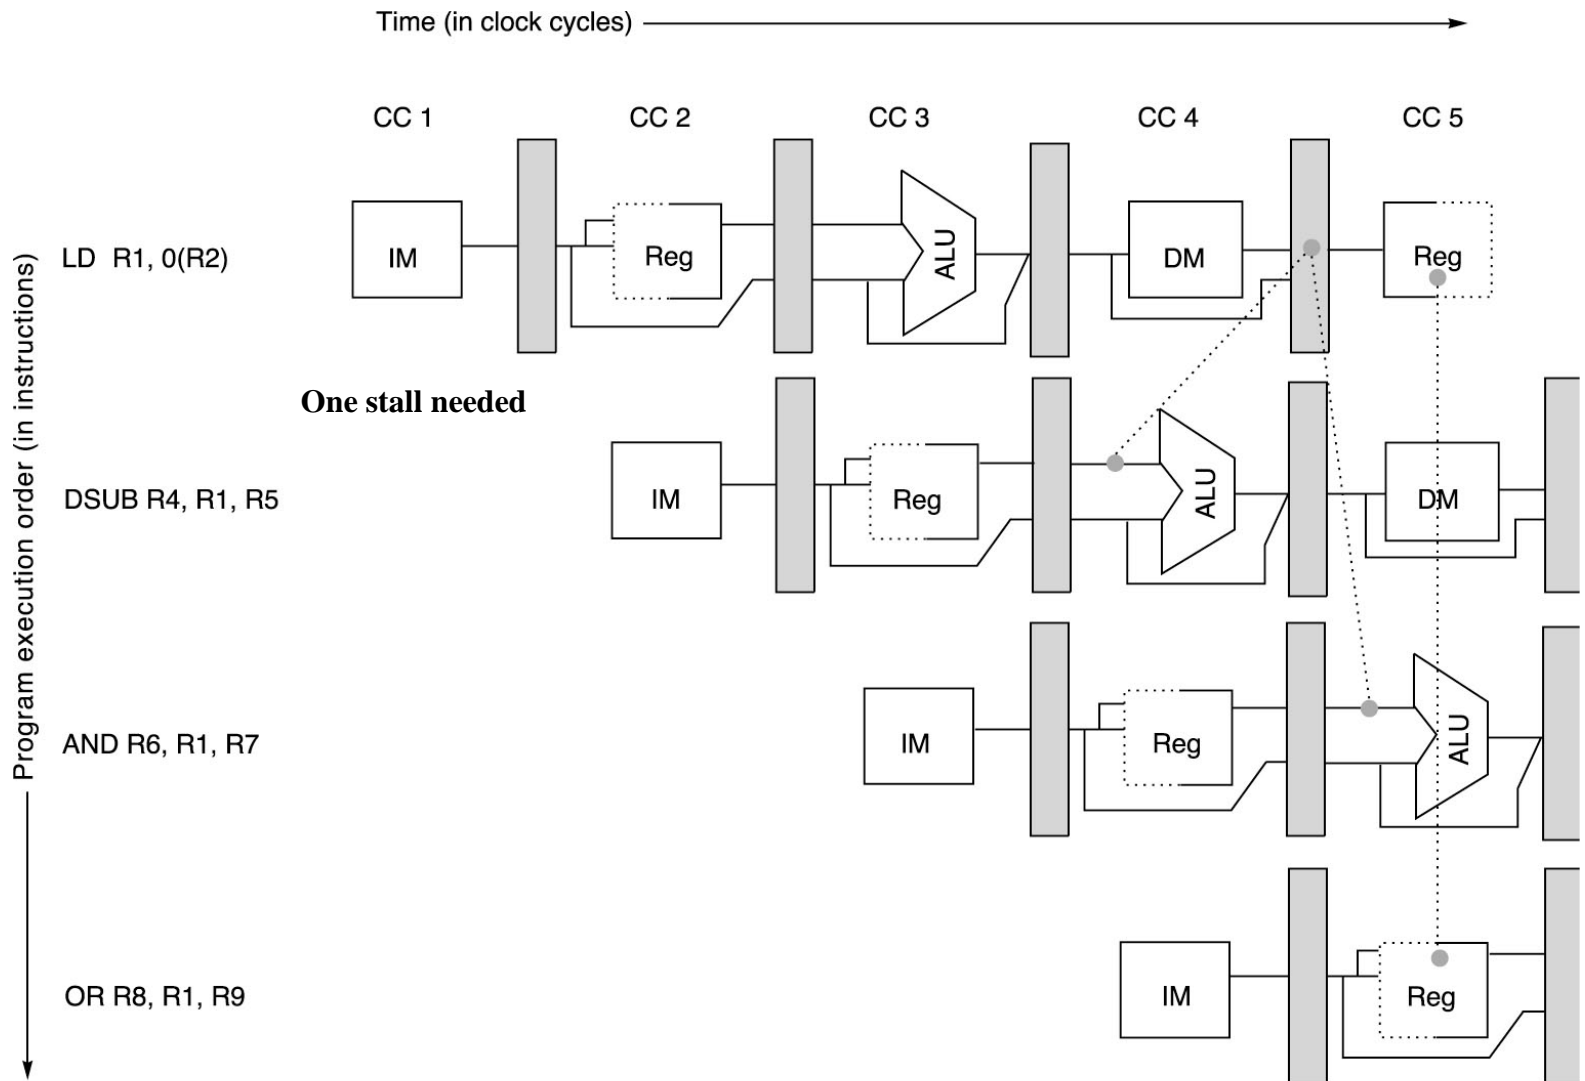 Time (in clock cycles)
CC 1 CC 2 CC 3 CC 4 CC 5
Program execution order (in instructions)
LD R1, 0(R2) IM Reg ALU DM Reg
One stall needed
DSUB R4, R1, R5 IM Reg ALU DM
AND R6, R1, R7 IM Reg ALU
OR R8, R1, R9 IM Reg